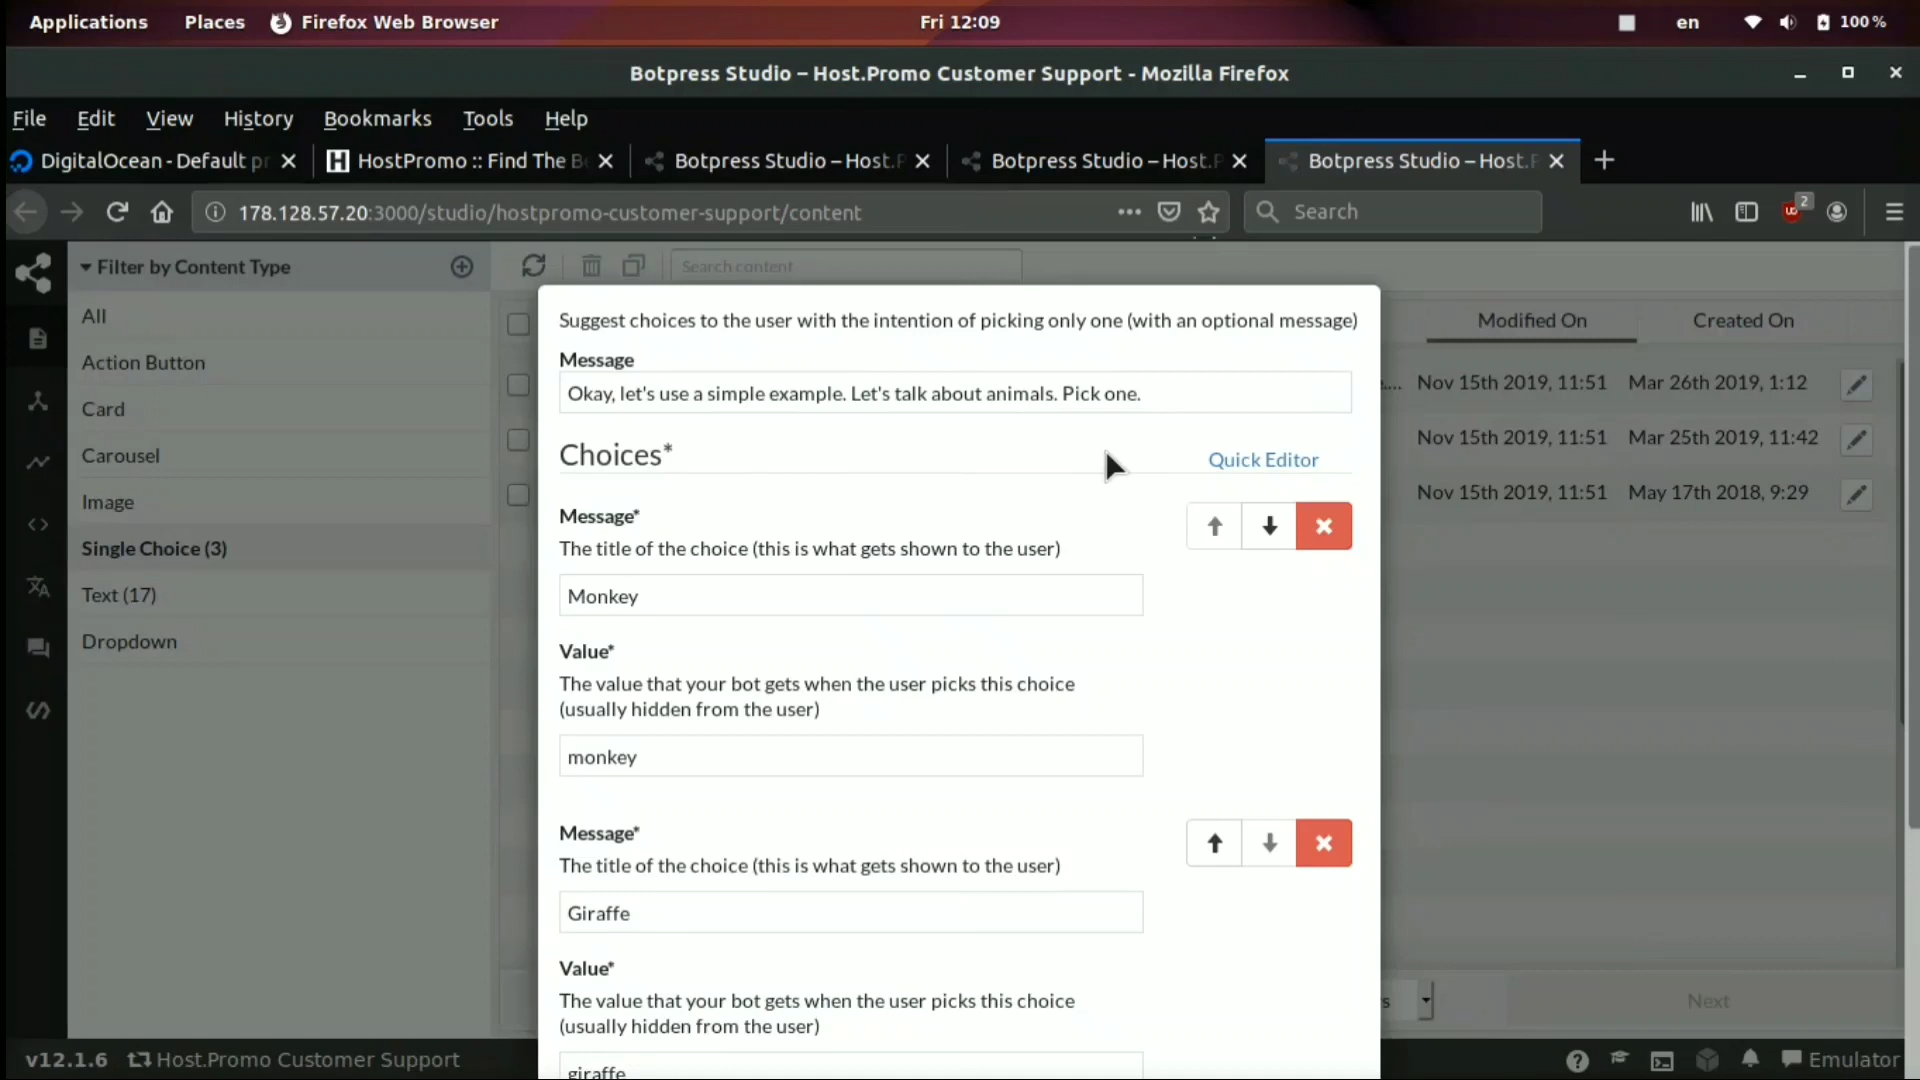 Applications Places Firefox Web Browser Fri 12:09 en 100 %
Botpress Studio – Host.Promo Customer Support - Mozilla Firefox
File Edit View History Bookmarks Tools Help
DigitalOcean - Default pr HostPromo :: Find The Be Botpress Studio – Host.P Botpress Studio – Host.P Botpress Studio – Host.P
178.128.57.20:3000/studio/hostpromo-customer-support/content Search 2
Filter by Content Type Search content
All
Action Button
Card
Carousel
Image
Single Choice (3)
Text (17)
Dropdown
Suggest choices to the user with the intention of picking only one (with an optional message)
Message
Okay, let's use a simple example. Let's talk about animals. Pick one.
Choices* Quick Editor
Message*
The title of the choice (this is what gets shown to the user)
Monkey
Value*
The value that your bot gets when the user picks this choice
(usually hidden from the user)
monkey
Message*
The title of the choice (this is what gets shown to the user)
Giraffe
Value*
The value that your bot gets when the user picks this choice
(usually hidden from the user)
giraffe
Modified On Created On
Nov 15th 2019, 11:51 Mar 26th 2019, 1:12
Nov 15th 2019, 11:51 Mar 25th 2019, 11:42
Nov 15th 2019, 11:51 May 17th 2018, 9:29
Next
v12.1.6 Host.Promo Customer Support Emulator